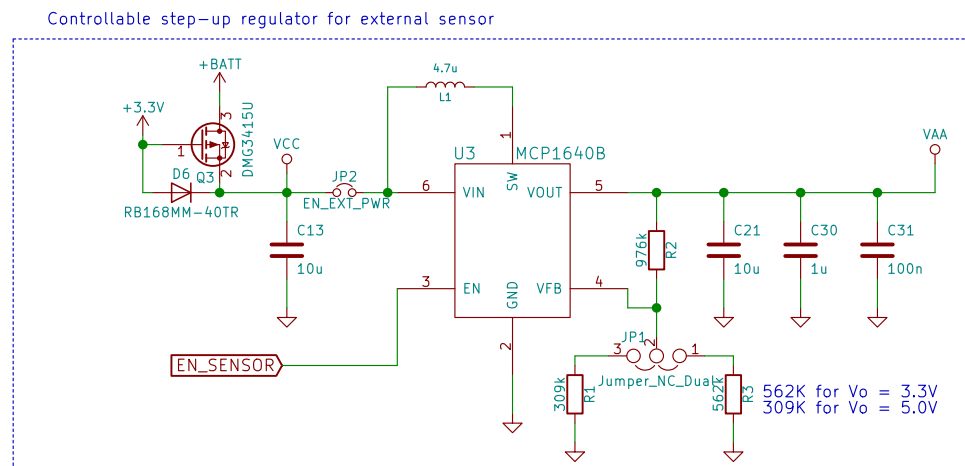 Controllable step-up regulator for external sensor
+BATT
4.7u
L1
+3.3V
3
DMG3415U
1
2
Q3
D6
RB168MM-40TR
VCC
JP2
EN_EXT_PWR
C13
10u
U3
MCP1640B
1
SW
6
VIN
VOUT
5
VAA
3
EN
VFB
4
GND
2
EN_SENSOR
976k
R2
C21
10u
C30
1u
C31
100n
JP1
3
2
1
Jumper_NC_Dual
309k
R1
562k
R3
562K for Vo = 3.3V
309K for Vo = 5.0V